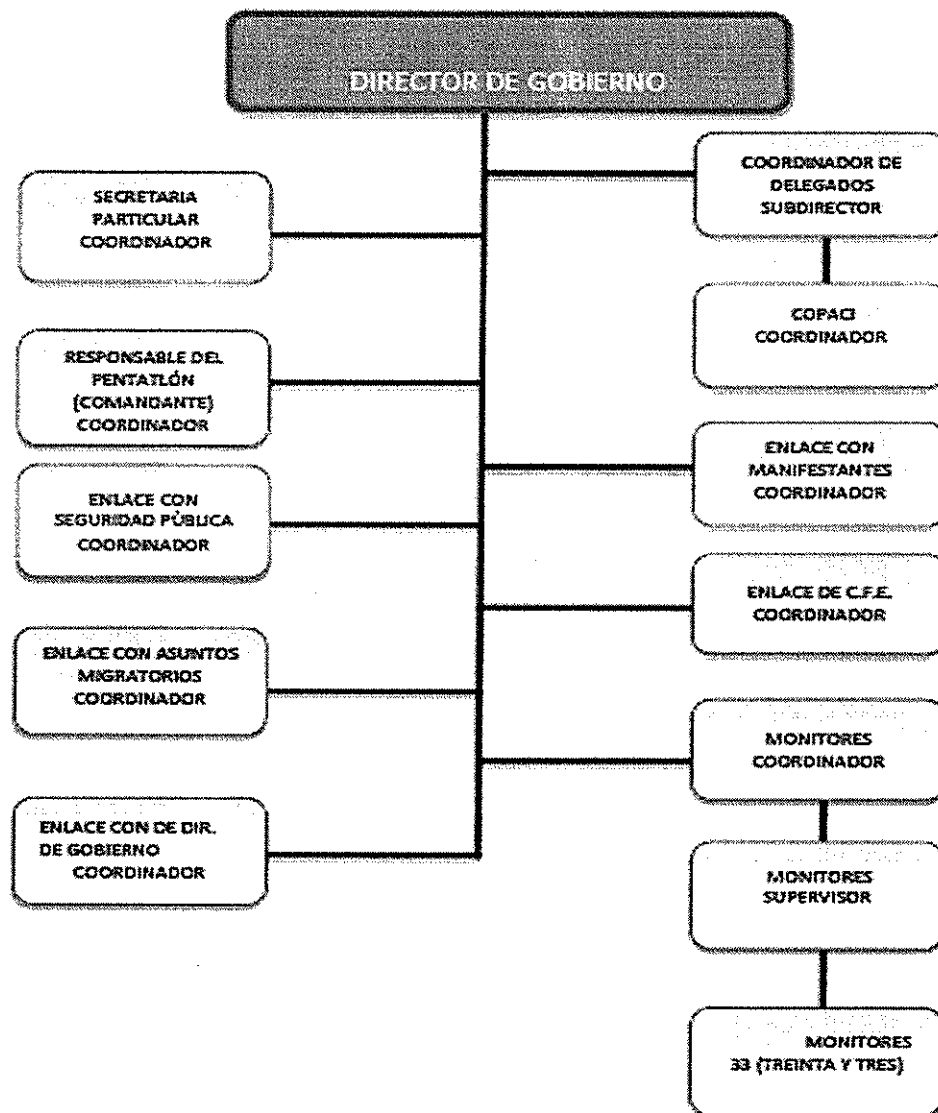 DIRECTOR DE GOBIERNO
SECRETARIA
PARTICULAR
COORDINADOR
RESPONSABLE DEL
PENTATLÓN
(COMANDANTE)
COORDINADOR
ENLACE CON
SEGURIDAD PÚBLICA
COORDINADOR
ENLACE CON ASUNTOS
MIGRATORIOS
COORDINADOR
ENLACE CON DE DIR.
DE GOBIERNO
COORDINADOR
COORDINADOR DE
DELEGADOS
SUBDIRECTOR
COPACI
COORDINADOR
ENLACE CON
MANIFESTANTES
COORDINADOR
ENLACE DE C.F.E.
COORDINADOR
MONITORES
COORDINADOR
MONITORES
SUPERVISOR
MONITORES
33 (TREINTA Y TRES)